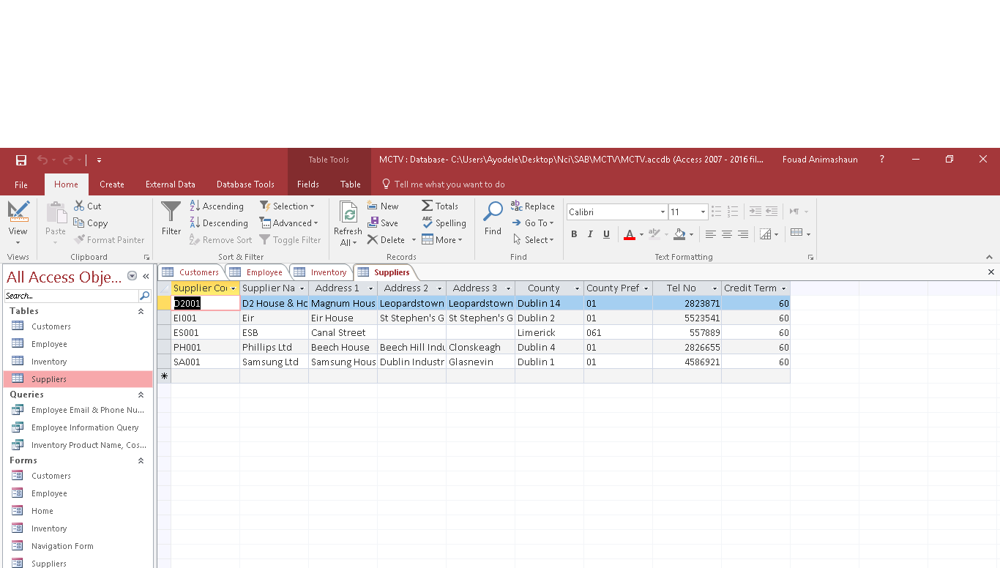 Table Tools MCTV : Database- C:\Users\Ayodele\Desktop\Nci\SAB\MCTV\MCTV.accdb (Access 2007 - 2016 fil... Fouad Animashaun ?
File Home Create External Data Database Tools Fields Table Tell me what you want to do
View
Views
Paste
Cut
Copy
Format Painter
Clipboard
Filter
Ascending
Descending
Remove Sort
Selection
Advanced
Toggle Filter
Sort & Filter
Refresh
All
New
Save
Delete
Totals
Spelling
More
Records
Find
Replace
Go To
Select
Find
Calibri 11
B I U A
Text Formatting
All Access Obje...
Search...
Tables
Customers
Employee
Inventory
Suppliers
Queries
Employee Email & Phone Nu...
Employee Information Query
Inventory Product Name, Cos...
Forms
Customers
Employee
Home
Inventory
Navigation Form
Suppliers
Customers Employee Inventory Suppliers
Supplier Co Supplier Na Address 1 Address 2 Address 3 County County Pref Tel No Credit Term
D2001 D2 House & Hc Magnum Hous Leopardstown Leopardstown Dublin 14 01 2823871 60
EI001 Eir Eir House St Stephen's G St Stephen's G Dublin 2 01 5523541 60
ES001 ESB Canal Street Limerick 061 557889 60
PH001 Phillips Ltd Beech House Beech Hill Indu Clonskeagh Dublin 4 01 2826655 60
SA001 Samsung Ltd Samsung Hous Dublin Industr Glasnevin Dublin 1 01 4586921 60